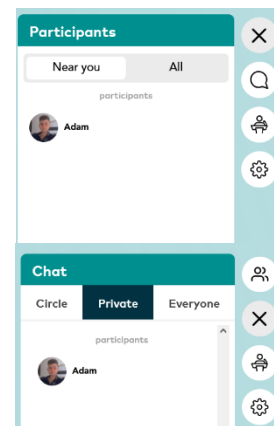 Participants
Near you All
participants
Adam
Chat
Circle Private Everyone
participants
Adam